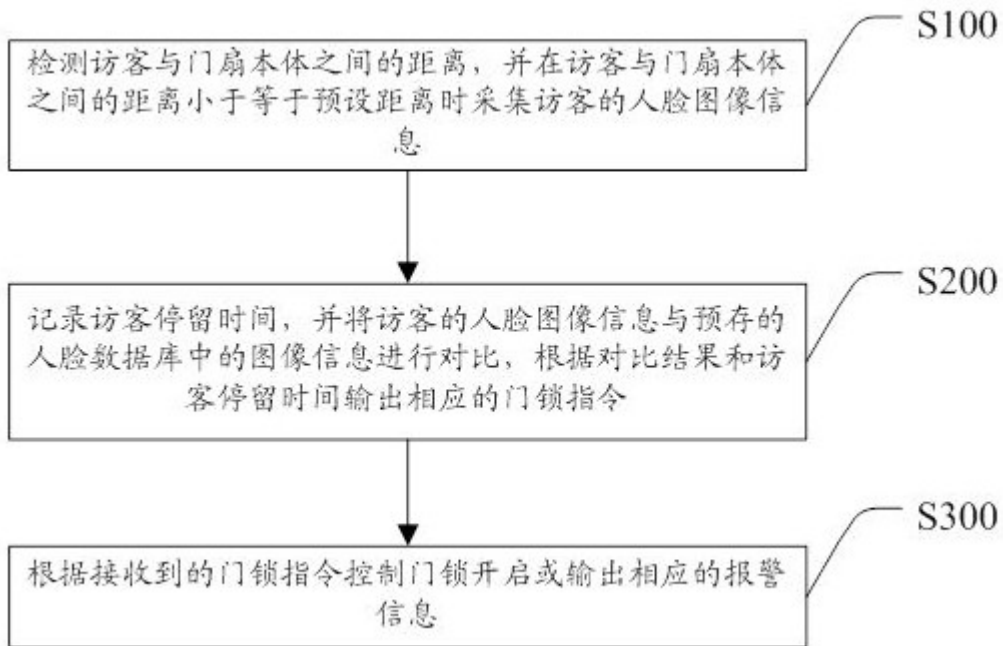 S100
检测访客与门扇本体之间的距离，并在访客与门扇本体
之间的距离小于等于预设距离时采集访客的人脸图像信
息
S200
记录访客停留时间，并将访客的人脸图像信息与预存的
人脸数据库中的图像信息进行对比，根据对比结果和访
客停留时间输出相应的门锁指令
S300
根据接收到的门锁指令控制门锁开启或输出相应的报警
信息